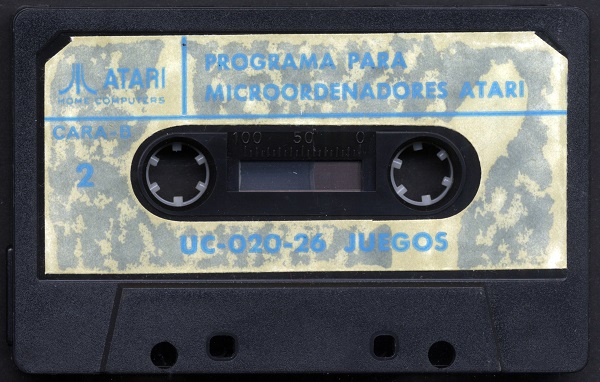 ATARI
HOME COMPUTERS
PROGRAMA PARA
MICROORDENADORES ATARI
CARA-B
2
100 50 0
UC-020-26 JUEGOS